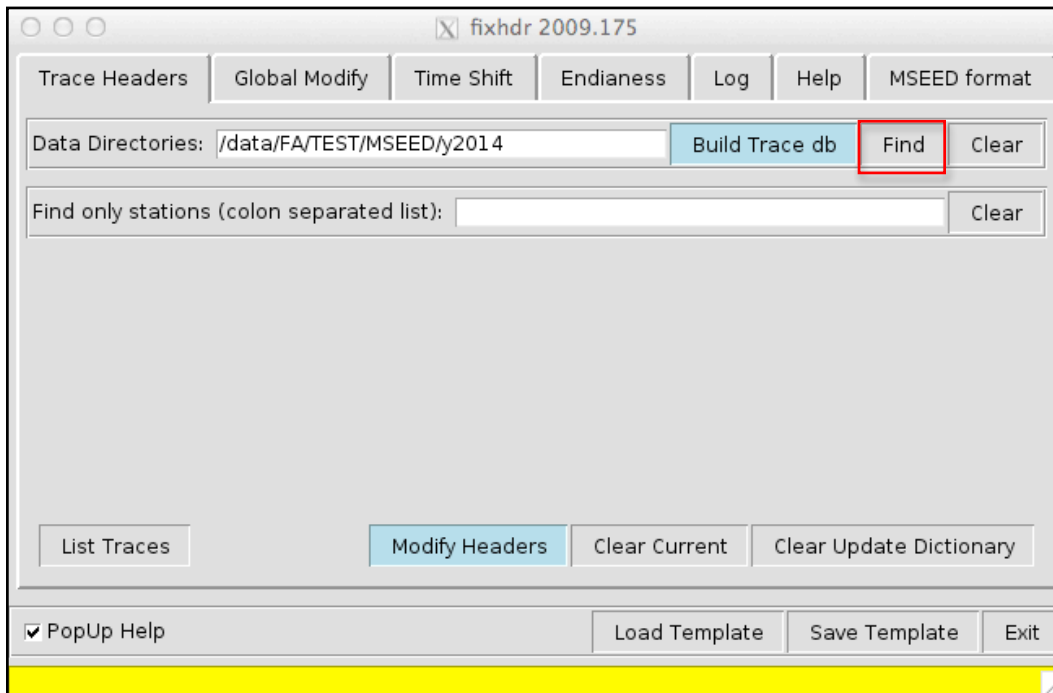 fixhdr 2009.175
Trace Headers Global Modify Time Shift Endianess Log Help MSEED format
Data Directories: /data/FA/TEST/MSEED/y2014 Build Trace db Find Clear
Find only stations (colon separated list): Clear
List Traces Modify Headers Clear Current Clear Update Dictionary
PopUp Help Load Template Save Template Exit